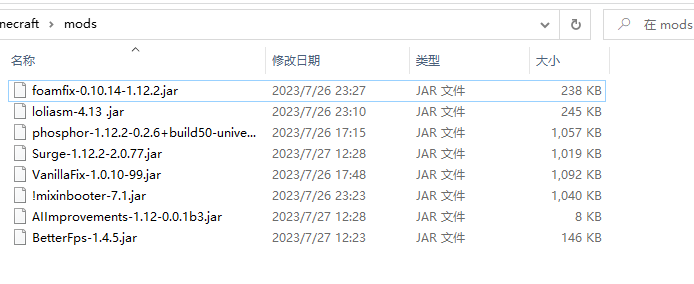 necraft › mods 在 mods
名称 修改日期 类型 大小
foamfix-0.10.14-1.12.2.jar 2023/7/26 23:27 JAR 文件 238 KB
loliasm-4.13 .jar 2023/7/26 23:10 JAR 文件 245 KB
phosphor-1.12.2-0.2.6+build50-unive... 2023/7/26 17:15 JAR 文件 1,057 KB
Surge-1.12.2-2.0.77.jar 2023/7/27 12:28 JAR 文件 1,019 KB
VanillaFix-1.0.10-99.jar 2023/7/26 17:48 JAR 文件 1,092 KB
!mixinbooter-7.1.jar 2023/7/26 23:23 JAR 文件 1,040 KB
AIImprovements-1.12-0.0.1b3.jar 2023/7/27 12:28 JAR 文件 8 KB
BetterFps-1.4.5.jar 2023/7/27 12:23 JAR 文件 146 KB